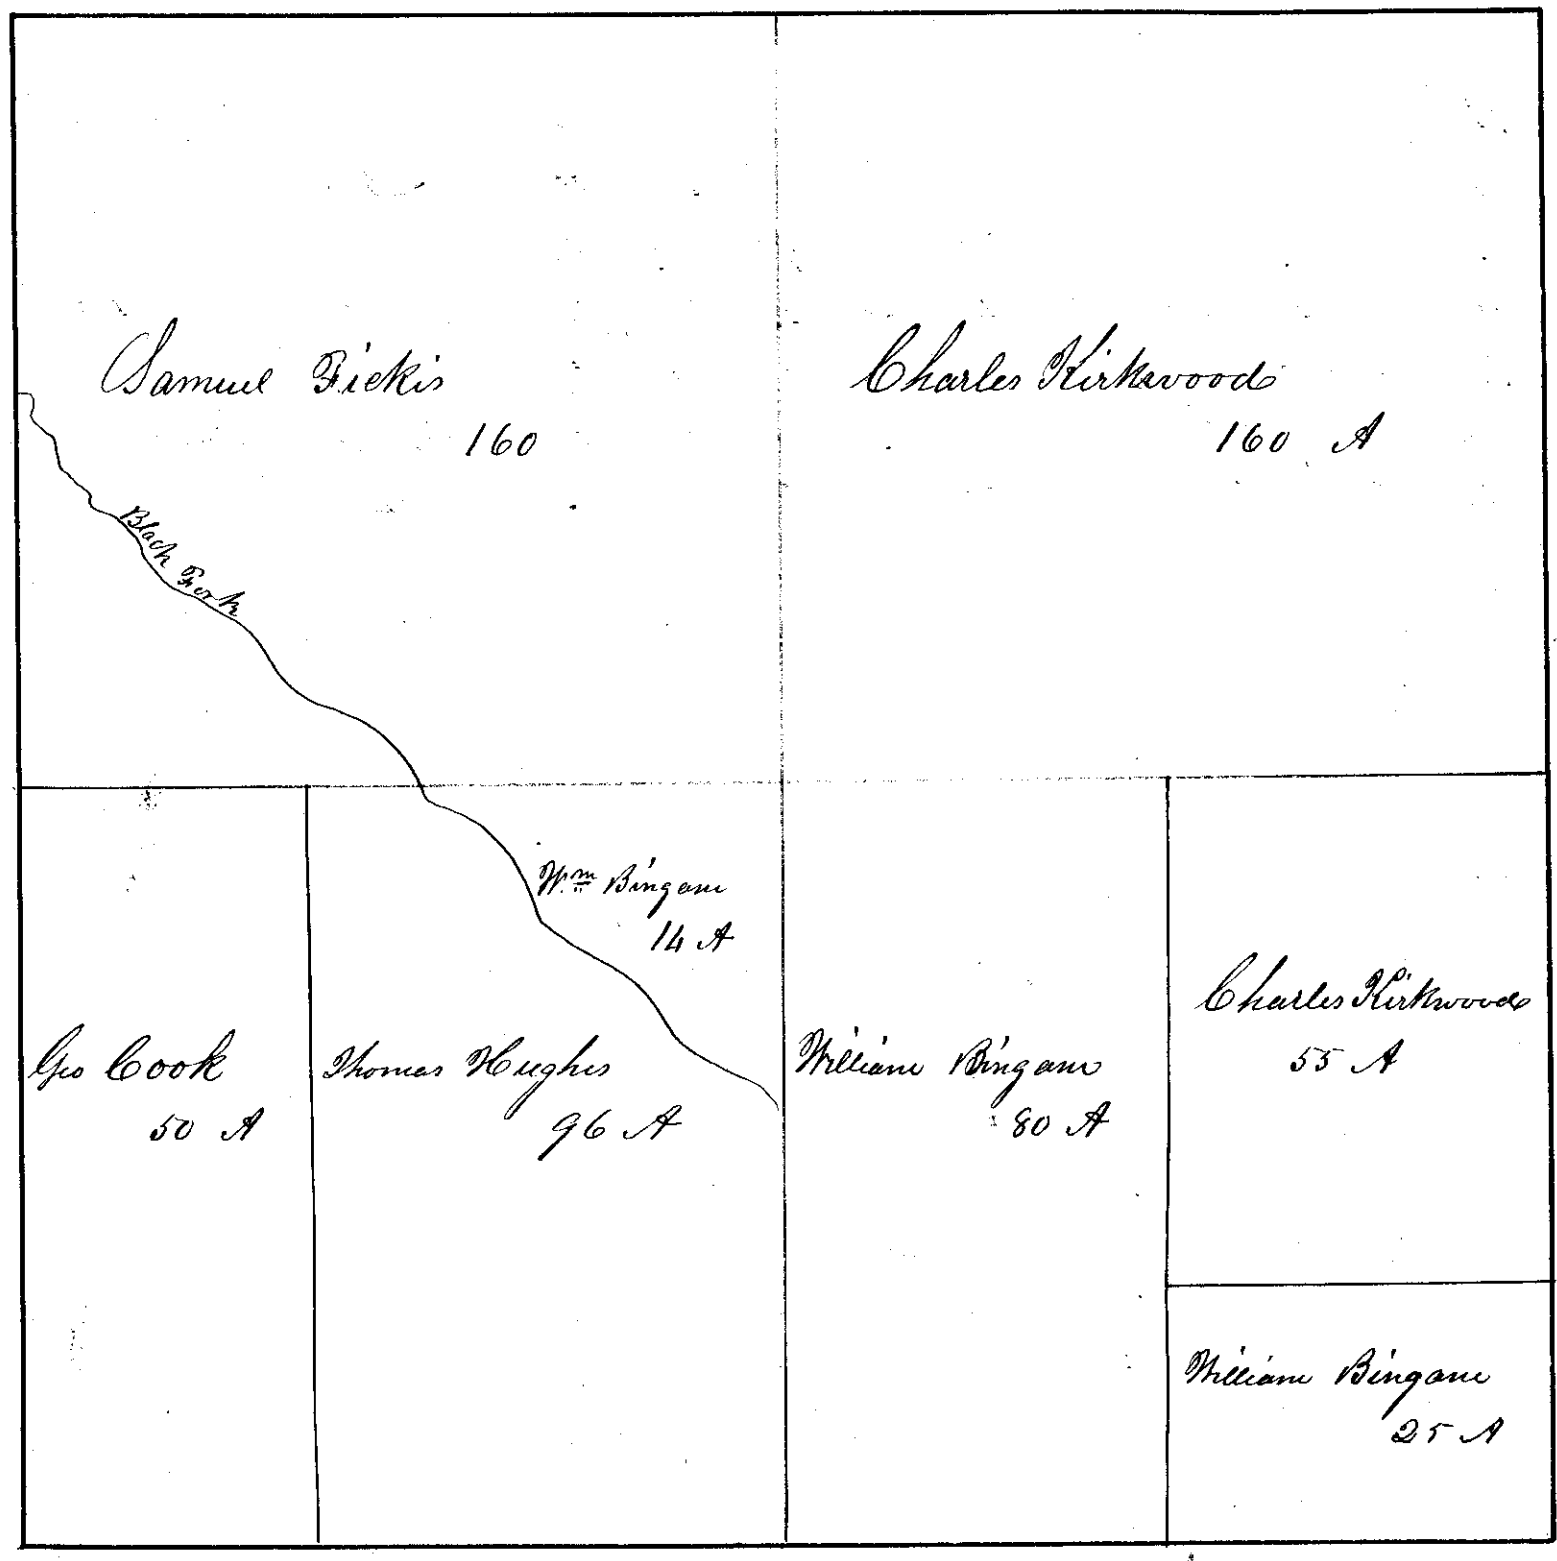 Samuel Fickis
160
Charles Kirkwood
160 A
Black Fork
Wm Bingam
14 A
Geo Cook
50 A
Thomas Hughes
96 A
William Bingam
80 A
Charles Kirkwood
55 A
William Bingam
25 A